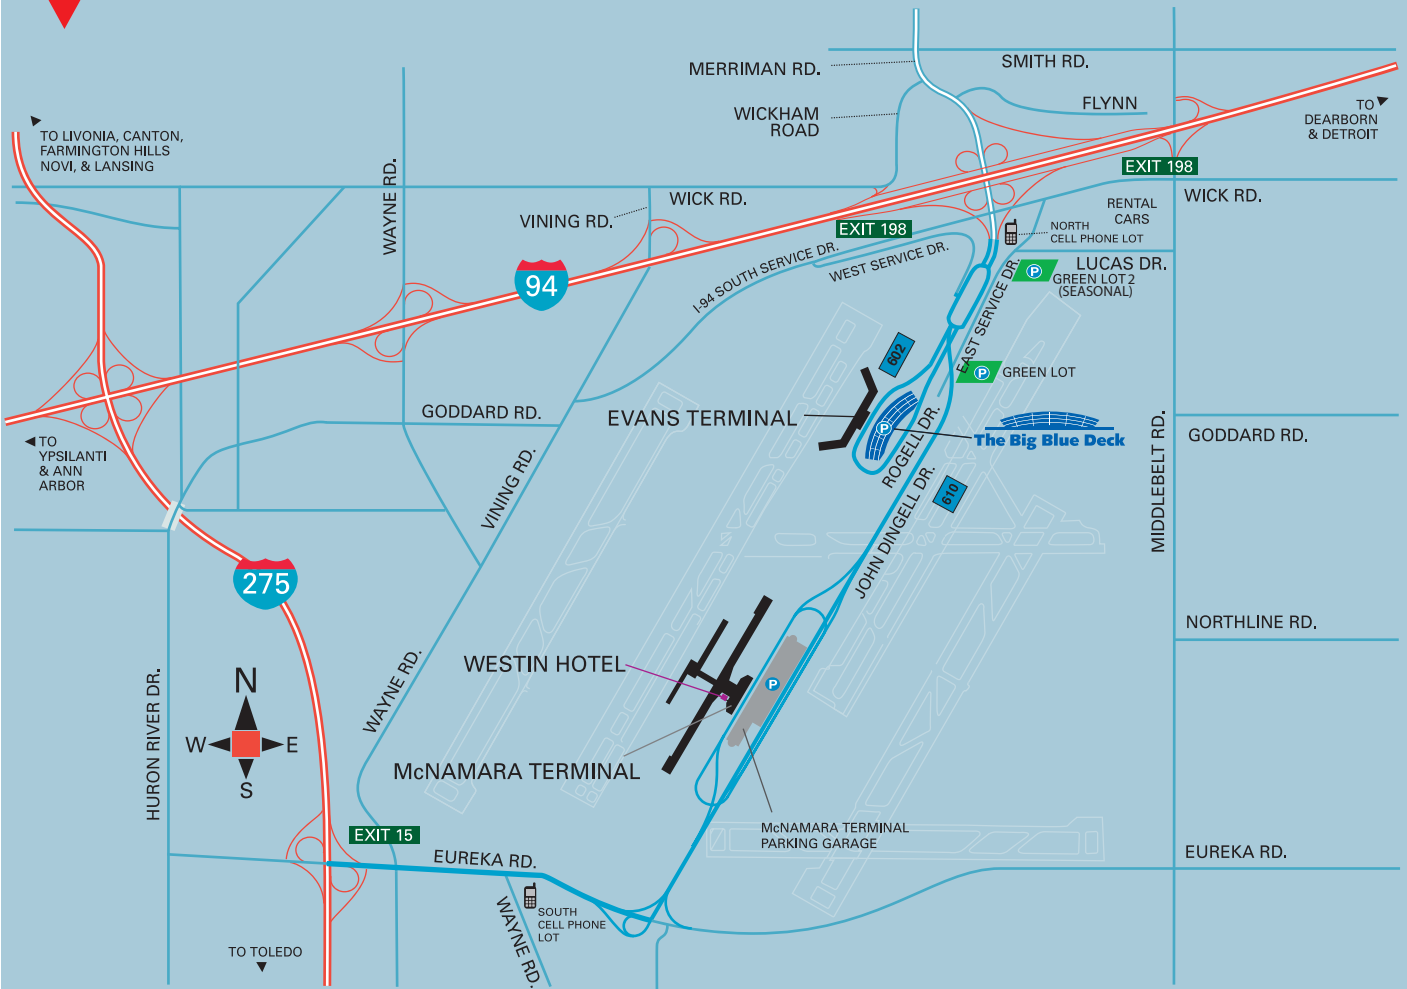 MERRIMAN RD.
SMITH RD.
WICKHAM
ROAD
FLYNN
TO
DEARBORN
& DETROIT
TO LIVONIA, CANTON,
FARMINGTON HILLS
NOVI, & LANSING
WAYNE RD.
EXIT 198
WICK RD.
WICK RD.
VINING RD.
EXIT 198
RENTAL
CARS
NORTH
CELL PHONE LOT
I-94 SOUTH SERVICE DR.
WEST SERVICE DR.
LUCAS DR.
P
GREEN LOT 2
(SEASONAL)
94
EAST SERVICE DR.
602
P
GREEN LOT
GODDARD RD.
EVANS TERMINAL
P
The Big Blue Deck
ROGELL DR.
MIDDLEBELT RD.
GODDARD RD.
TO
YPSILANTI
& ANN
ARBOR
VINING RD.
610
JOHN DINGELL DR.
275
NORTHLINE RD.
WESTIN HOTEL
P
N
W
E
S
HURON RIVER DR.
WAYNE RD.
McNAMARA TERMINAL
McNAMARA TERMINAL
PARKING GARAGE
EXIT 15
EUREKA RD.
EUREKA RD.
SOUTH
CELL PHONE
LOT
WAYNE RD.
TO TOLEDO